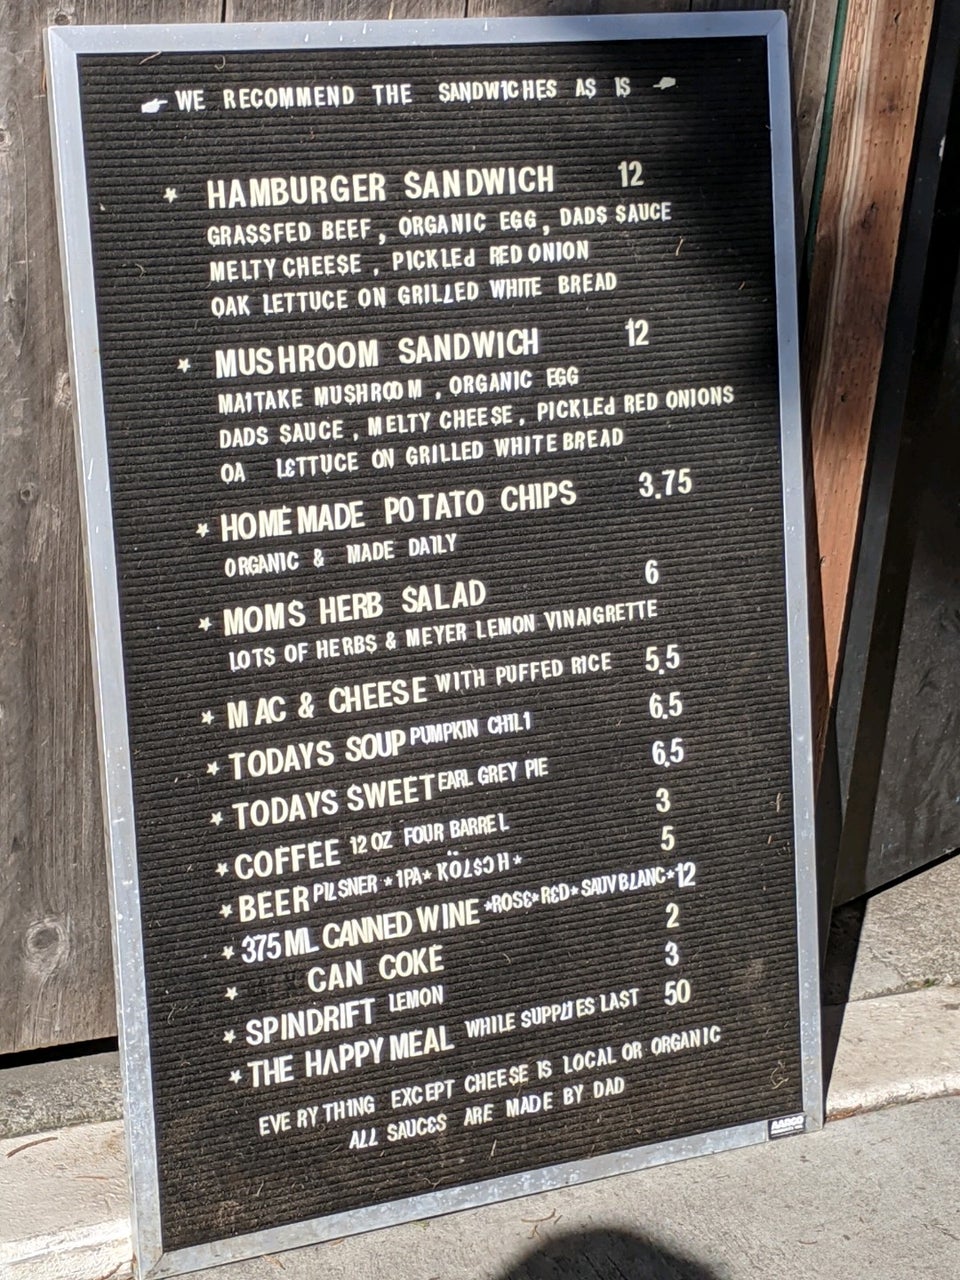 WE RECOMMEND THE SANDWICHES AS IS
HAMBURGER SANDWICH 12
GRASSFED BEEF, ORGANIC EGG, DADS SAUCE
MELTY CHEESE, PICKLEd RED ONION
OAK LETTUCE ON GRILLED WHITE BREAD
MUSHROOM SANDWICH 12
MA1TAKE MUSHROOM, ORGANIC EGG
DADS SAUCE, MELTY CHEESE, PICKLEd RED ONIONS
OA LETTUCE ON GRILLED WHITE BREAD
HOMEMADE POTATO CHIPS 3.75
ORGANIC & MADE DAILY
MOMS HERB SALAD 6
LOTS OF HERBS & MEYER LEMON VINAIGRETTE
MAC & CHEESE WITH PUFFED RICE 5.5
TODAYS SOUP PUMPKIN CHILI 6.5
TODAYS SWEET EARL GREY PIE 6.5
COFFEE 12 OZ FOUR BARREL 3
BEER PILSNER * IPA * KÖLSCH * 5
375 ML CANNED WINE *ROSE*RED*SAUV BLANC* 12
CAN COKE 2
SPINDRIFT LEMON 3
THE HAPPY MEAL WHILE SUPPLIES LAST 50
EVERYTHING EXCEPT CHEESE IS LOCAL OR ORGANIC
ALL SAUCES ARE MADE BY DAD
AARCO